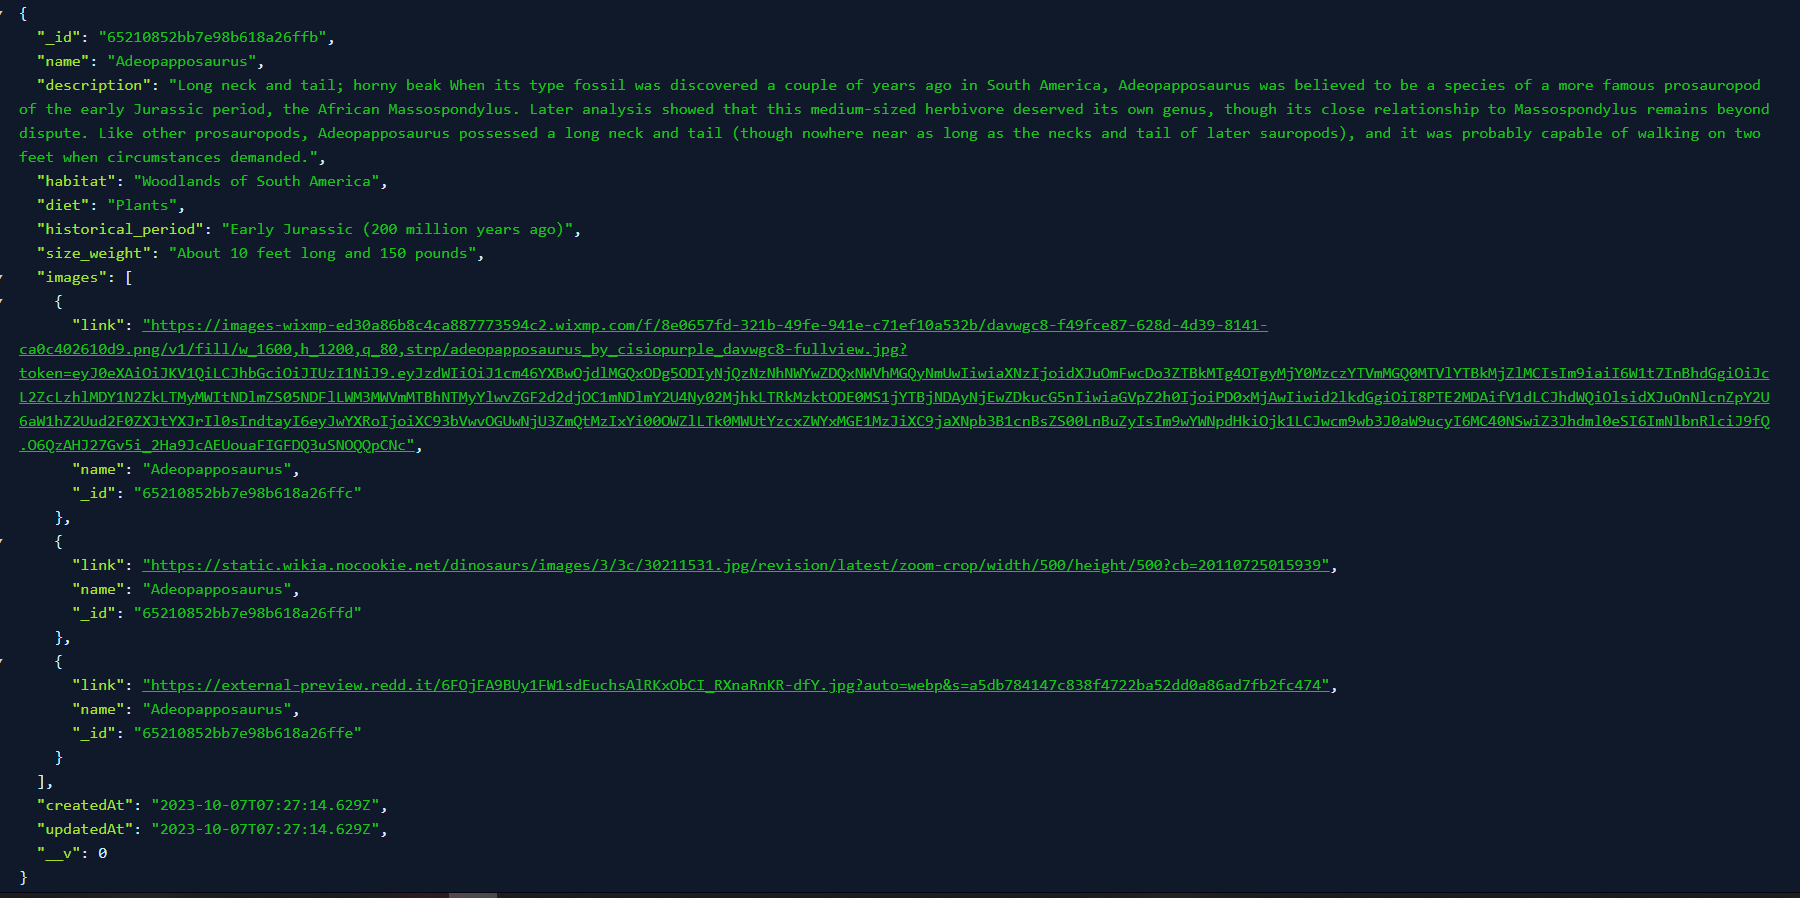 {
"_id": "65210852bb7e98b618a26ffb",
"name": "Adeopapposaurus",
"description": "Long neck and tail; horny beak When its type fossil was discovered a couple of years ago in South America, Adeopapposaurus was believed to be a species of a more famous prosauropod
of the early Jurassic period, the African Massospondylus. Later analysis showed that this medium-sized herbivore deserved its own genus, though its close relationship to Massospondylus remains beyond
dispute. Like other prosauropods, Adeopapposaurus possessed a long neck and tail (though nowhere near as long as the necks and tail of later sauropods), and it was probably capable of walking on two
feet when circumstances demanded.",
"habitat": "Woodlands of South America",
"diet": "Plants",
"historical_period": "Early Jurassic (200 million years ago)",
"size_weight": "About 10 feet long and 150 pounds",
"images": [
{
"link": "https://images-wixmp-ed30a86b8c4ca887773594c2.wixmp.com/f/8e0657fd-321b-49fe-941e-c71ef10a532b/davwgc8-f49fce87-628d-4d39-8141-
ca0c402610d9.png/v1/fill/w_1600,h_1200,q_80,strp/adeopapposaurus_by_cisiopurple_davwgc8-fullview.jpg?
token=eyJ0eXAiOiJKV1QiLCJhbGciOiJIUzI1NiJ9.eyJzdWIiOiJ1cm46YXBwOjdlMGQxODg5ODIyNjQzNzNhNWYwZDQxNWVhMGQyNmUwIiwiaXNzIjoidXJuOmFwcDo3ZTBkMTg4OTgyMjY0MzczYTVmMGQ0MTVlYTBkMjZlMCIsIm9iaiI6W1t7InBhdGgiOiJc
L2ZcLzhlMDY1N2ZkLTMyMWItNDlmZS05NDFlLWM3MWVmMTBhNTMyYlwvZGF2d2djOC1mNDlmY2U4Ny02MjhkLTRkMzktODE0MS1jYTBjNDAyNjEwZDkucG5nIiwiaGVpZ2h0IjoiPD0xMjAwIiwid2lkdGgiOiI8PTE2MDAifV1dLCJhdWQiOlsidXJuOnNlcnZpY2U
6aW1hZ2Uud2F0ZXJtYXJrIl0sIndtayI6eyJwYXRoIjoiXC93bVwvOGUwNjU3ZmQtMzIxYi00OWZlLTk0MWUtYzcxZWYxMGE1MzJiXC9jaXNpb3B1cnBsZS00LnBuZyIsIm9wYWNpdHkiOjk1LCJwcm9wb3J0aW9ucyI6MC40NSwiZ3Jhdml0eSI6ImNlbnRlciJ9fQ
.O6QzAHJ27Gv5i_2Ha9JcAEUouaFIGFDQ3uSNOQQpCNc",
"name": "Adeopapposaurus",
"_id": "65210852bb7e98b618a26ffc"
},
{
"link": "https://static.wikia.nocookie.net/dinosaurs/images/3/3c/30211531.jpg/revision/latest/zoom-crop/width/500/height/500?cb=20110725015939",
"name": "Adeopapposaurus",
"_id": "65210852bb7e98b618a26ffd"
},
{
"link": "https://external-preview.redd.it/6FOjFA9BUy1FW1sdEuchsAlRKxObCI_RXnaRnKR-dfY.jpg?auto=webp&s=a5db784147c838f4722ba52dd0a86ad7fb2fc474",
"name": "Adeopapposaurus",
"_id": "65210852bb7e98b618a26ffe"
}
],
"createdAt": "2023-10-07T07:27:14.629Z",
"updatedAt": "2023-10-07T07:27:14.629Z",
"__v": 0
}